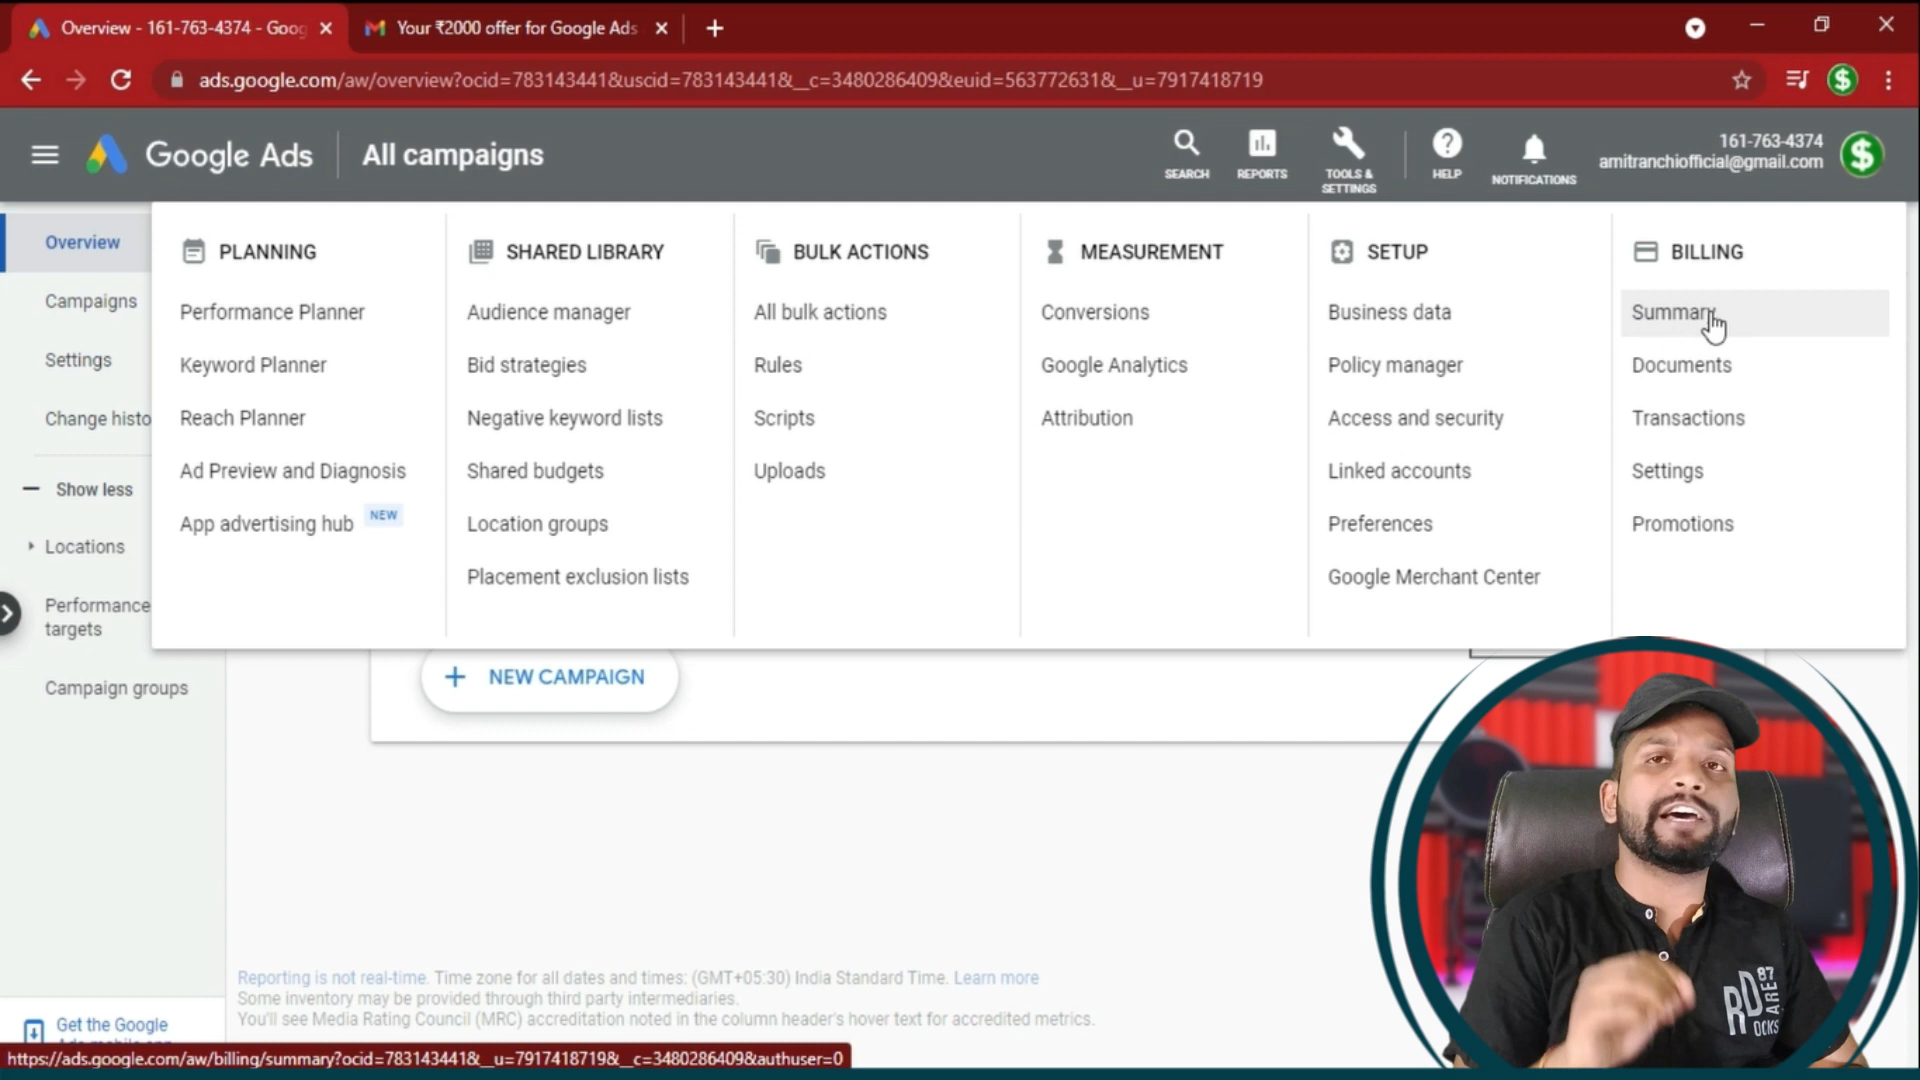 Overview - 161-763-4374 - Goog
Your ₹2000 offer for Google Ads
ads.google.com/aw/overview?ocid=783143441&uscid=783143441&__c=3480286409&euid=563772631&__u=7917418719
Google Ads
All campaigns
SEARCH
REPORTS
TOOLS &
SETTINGS
HELP
NOTIFICATIONS
161-763-4374
amitranchiofficial@gmail.com
Overview
Campaigns
Settings
Change histo
Show less
Locations
Performance
targets
Campaign groups
PLANNING
Performance Planner
Keyword Planner
Reach Planner
Ad Preview and Diagnosis
App advertising hub NEW
SHARED LIBRARY
Audience manager
Bid strategies
Negative keyword lists
Shared budgets
Location groups
Placement exclusion lists
BULK ACTIONS
All bulk actions
Rules
Scripts
Uploads
MEASUREMENT
Conversions
Google Analytics
Attribution
SETUP
Business data
Policy manager
Access and security
Linked accounts
Preferences
Google Merchant Center
BILLING
Summary
Documents
Transactions
Settings
Promotions
+ NEW CAMPAIGN
Reporting is not real-time. Time zone for all dates and times: (GMT+05:30) India Standard Time. Learn more
Some inventory may be provided through third party intermediaries.
You'll see Media Rating Council (MRC) accreditation noted in the column header's hover text for accredited metrics.
Get the Google
https://ads.google.com/aw/billing/summary?ocid=783143441&__u=7917418719&__c=3480286409&authuser=0
87